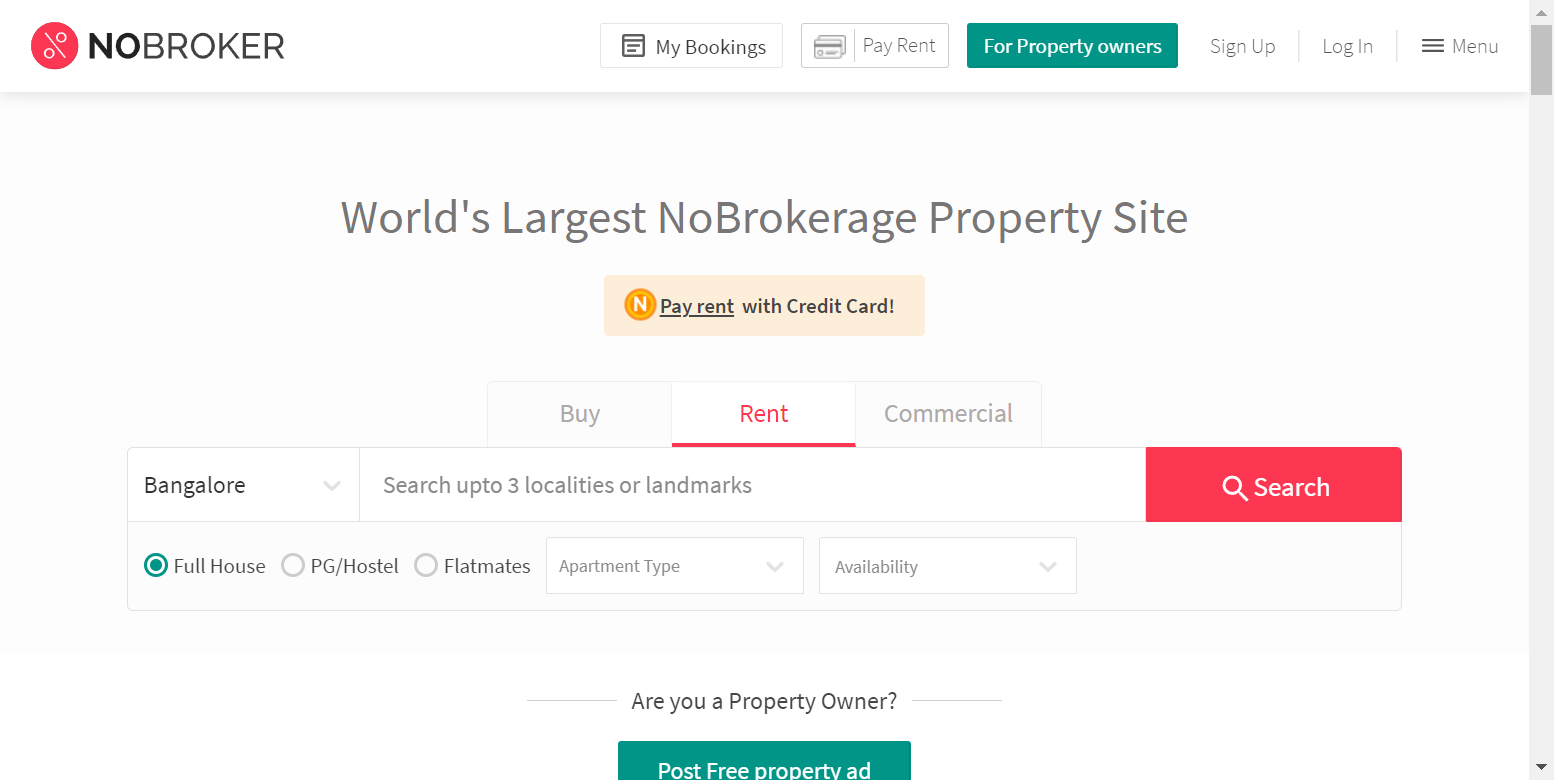 NOBROKER
My Bookings
Pay Rent
For Property owners
Sign Up
Log In
Menu
World's Largest NoBrokerage Property Site
N Pay rent with Credit Card!
Buy
Rent
Commercial
Bangalore
Search upto 3 localities or landmarks
Search
Full House
PG/Hostel
Flatmates
Apartment Type
Availability
Are you a Property Owner?
Post Free property ad